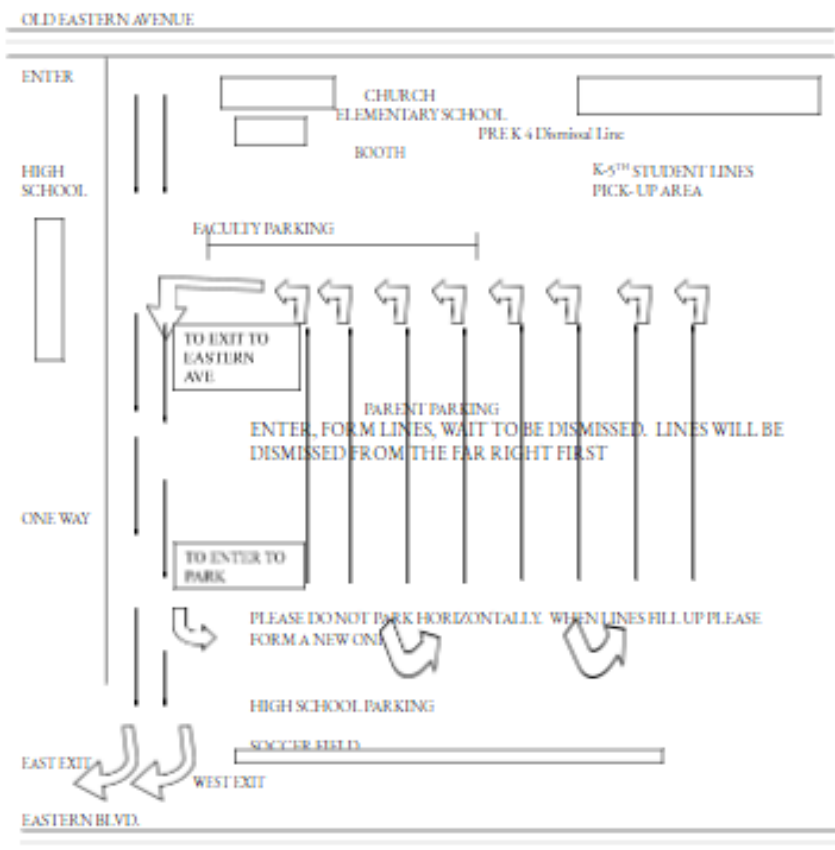 OLD EASTERN AVENUE
ENTER
CHURCH
ELEMENTARY SCHOOL
PRE K 4 Dismissal Line
BOOTH
HIGH
SCHOOL
K-5TH STUDENT LINES
PICK- UP AREA
FACULTY PARKING
TO EXIT TO
EASTERN
AVE
PARENT PARKING
ENTER, FORM LINES, WAIT TO BE DISMISSED. LINES WILL BE
DISMISSED FROM THE FAR RIGHT FIRST
ONE WAY
TO ENTER TO
PARK
PLEASE DO NOT PARK HORIZONTALLY. WHEN LINES FILL UP PLEASE
FORM A NEW ONE
HIGH SCHOOL PARKING
SOCCER FIELD
EAST EXIT
WEST EXIT
EASTERN BLVD.